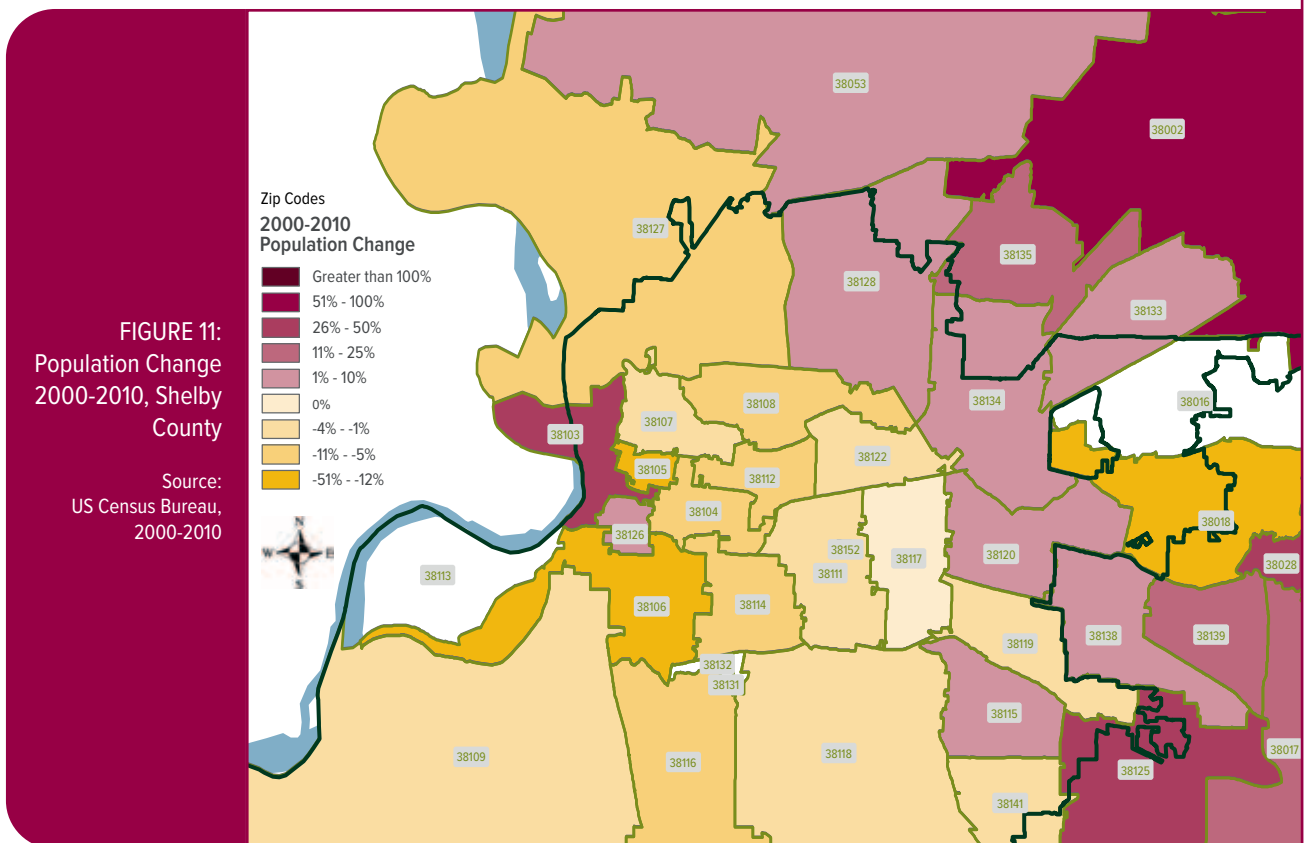 FIGURE 11:
Population Change
2000-2010, Shelby
County
Source:
US Census Bureau,
2000-2010
Zip Codes
2000-2010
Population Change
Greater than 100%
51% - 100%
26% - 50%
11% - 25%
1% - 10%
0%
-4% - -1%
-11% - -5%
-51% - -12%
N
W E
S
38053
38002
38127
38135
38128
38133
38134
38016
38108
38107
38103
38122
38105
38112
38104
38018
38126
38152
38120
38117
38028
38113
38111
38106
38114
38138
38139
38119
38132
38131
38115
38017
38109
38116
38118
38125
38141